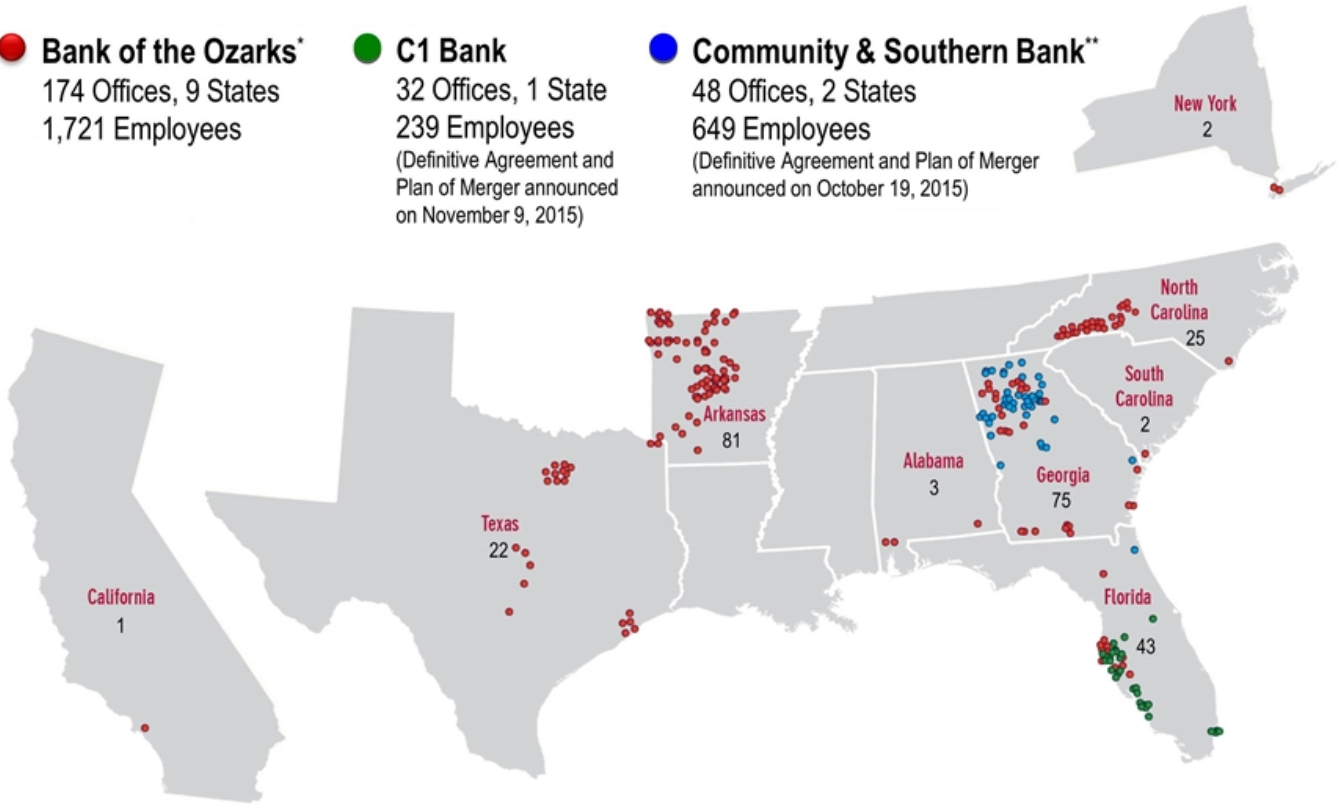 Bank of the Ozarks*
174 Offices, 9 States
1,721 Employees
C1 Bank
32 Offices, 1 State
239 Employees
(Definitive Agreement and
Plan of Merger announced
on November 9, 2015)
Community & Southern Bank**
48 Offices, 2 States
649 Employees
(Definitive Agreement and Plan of Merger
announced on October 19, 2015)
New York
2
North
Carolina
25
South
Carolina
2
Arkansas
81
Alabama
3
Georgia
75
Texas
22
California
1
Florida
43